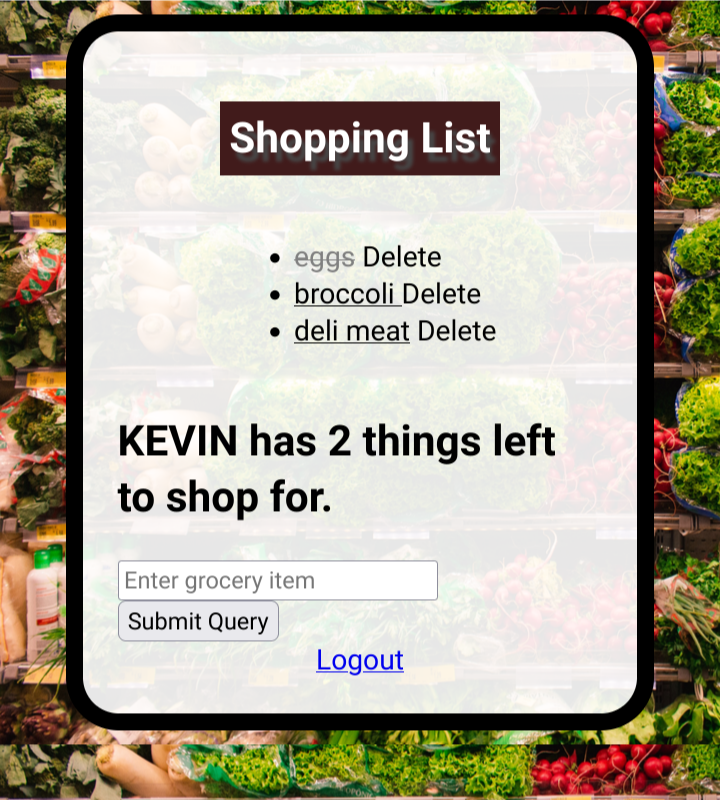 Shopping List
eggs Delete
broccoli Delete
deli meat Delete
KEVIN has 2 things left
to shop for.
Enter grocery item
Submit Query
Logout